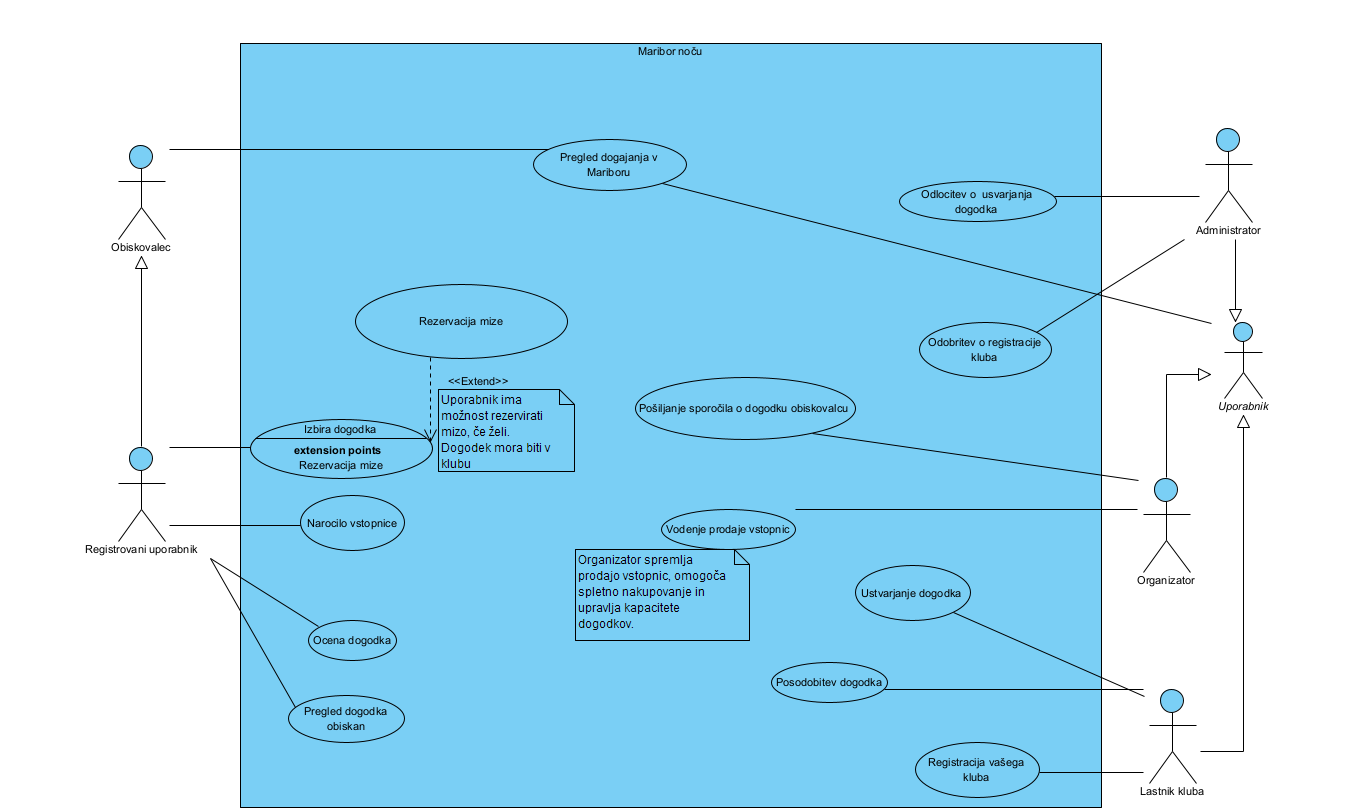 Maribor noču
Pregled dogajanja v
Mariboru
Obiskovalec
Odlocitev o  usvarjanja
dogodka
Administrator
Rezervacija mize
Odobritev o registracije
kluba
Uporabnik
<<Extend>>
Uporabnik ima
možnost rezervirati
mizo, če želi.
Dogodek mora biti v
klubu
Pošiljanje sporočila o dogodku obiskovalcu
Izbira dogodka
extension points
Rezervacija mize
Registrovani uporabnik
Narocilo vstopnice
Vodenje prodaje vstopnic
Organizator spremlja
prodajo vstopnic, omogoča
spletno nakupovanje in
upravlja kapacitete
dogodkov.
Organizator
Ustvarjanje dogodka
Ocena dogodka
Posodobitev dogodka
Pregled dogodka
obiskan
Registracija vašega
kluba
Lastnik kluba